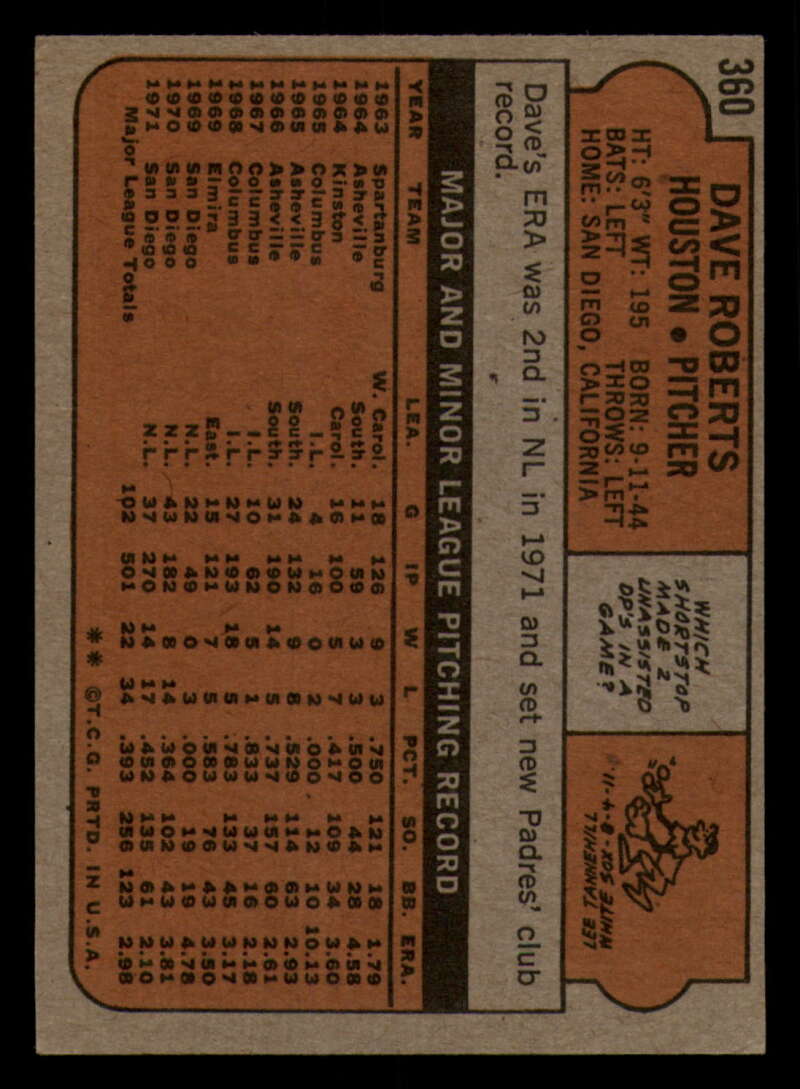 360
DAVE ROBERTS
HOUSTON • PITCHER
HT: 6'3" WT: 195 BORN: 9-11-44
BATS: LEFT THROWS: LEFT
HOME: SAN DIEGO, CALIFORNIA
WHICH
SHORTSTOP
MADE 2
UNASSISTED
DP'S IN A
GAME?
LEE TANNEHILL
WHITE SOX - 8-4-11.
Dave's ERA was 2nd in NL in 1971 and set new Padres' club
record.
MAJOR AND MINOR LEAGUE PITCHING RECORD
YEAR TEAM LEA. G IP W L PCT. SO. BB. ERA.
1963 Spartanburg W. Carol. 18 126 9 3 .750 121 18 1.79
1964 Asheville South. 11 59 3 3 .500 44 28 4.58
1964 Kinston Carol. 16 100 5 7 .417 109 34 3.60
1965 Columbus I.L. 4 16 0 2 .000 12 10 10.13
1965 Asheville South. 24 132 9 8 .529 114 63 2.93
1966 Asheville South. 31 190 14 5 .737 157 60 2.61
1967 Columbus I.L. 10 62 5 1 .833 37 16 2.18
1968 Columbus I.L. 27 193 18 5 .783 133 45 3.17
1969 Elmira East. 15 121 7 5 .583 76 43 3.50
1969 San Diego N.L. 22 49 0 3 .000 19 19 4.78
1970 San Diego N.L. 43 182 8 14 .364 102 43 3.81
1971 San Diego N.L. 37 270 14 17 .452 135 61 2.10
Major League Totals 102 501 22 34 .393 256 123 2.98
** ©T.C.G. PRTD. IN U.S.A.